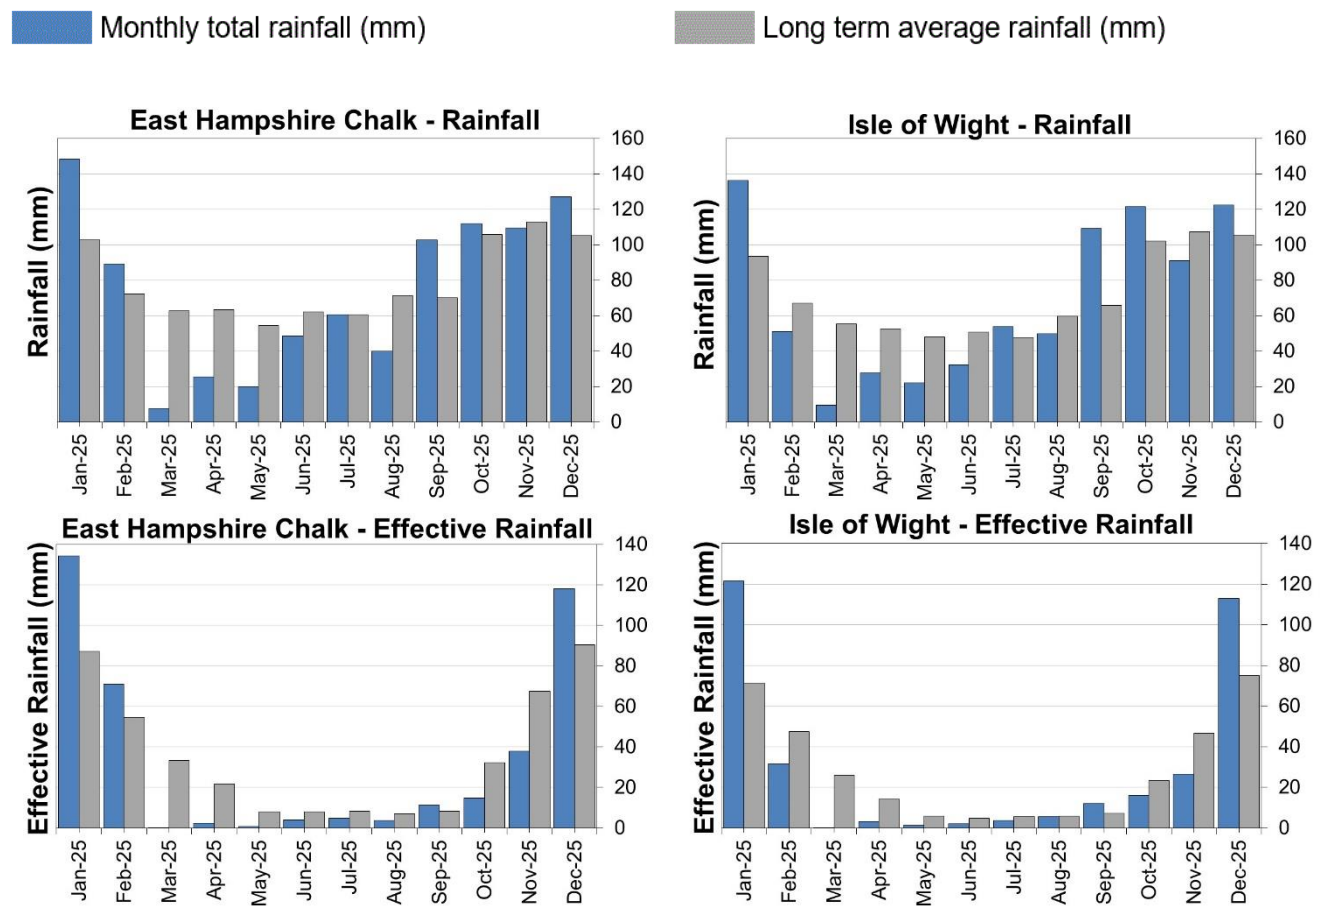 Monthly total rainfall (mm)
Long term average rainfall (mm)
East Hampshire Chalk - Rainfall
Rainfall (mm)
160
140
120
100
80
60
40
20
0
Jan-25
Feb-25
Mar-25
Apr-25
May-25
Jun-25
Jul-25
Aug-25
Sep-25
Oct-25
Nov-25
Dec-25
Isle of Wight - Rainfall
Rainfall (mm)
160
140
120
100
80
60
40
20
0
Jan-25
Feb-25
Mar-25
Apr-25
May-25
Jun-25
Jul-25
Aug-25
Sep-25
Oct-25
Nov-25
Dec-25
East Hampshire Chalk - Effective Rainfall
Effective Rainfall (mm)
140
120
100
80
60
40
20
0
Jan-25
Feb-25
Mar-25
Apr-25
May-25
Jun-25
Jul-25
Aug-25
Sep-25
Oct-25
Nov-25
Dec-25
Isle of Wight - Effective Rainfall
Effective Rainfall (mm)
140
120
100
80
60
40
20
0
Jan-25
Feb-25
Mar-25
Apr-25
May-25
Jun-25
Jul-25
Aug-25
Sep-25
Oct-25
Nov-25
Dec-25